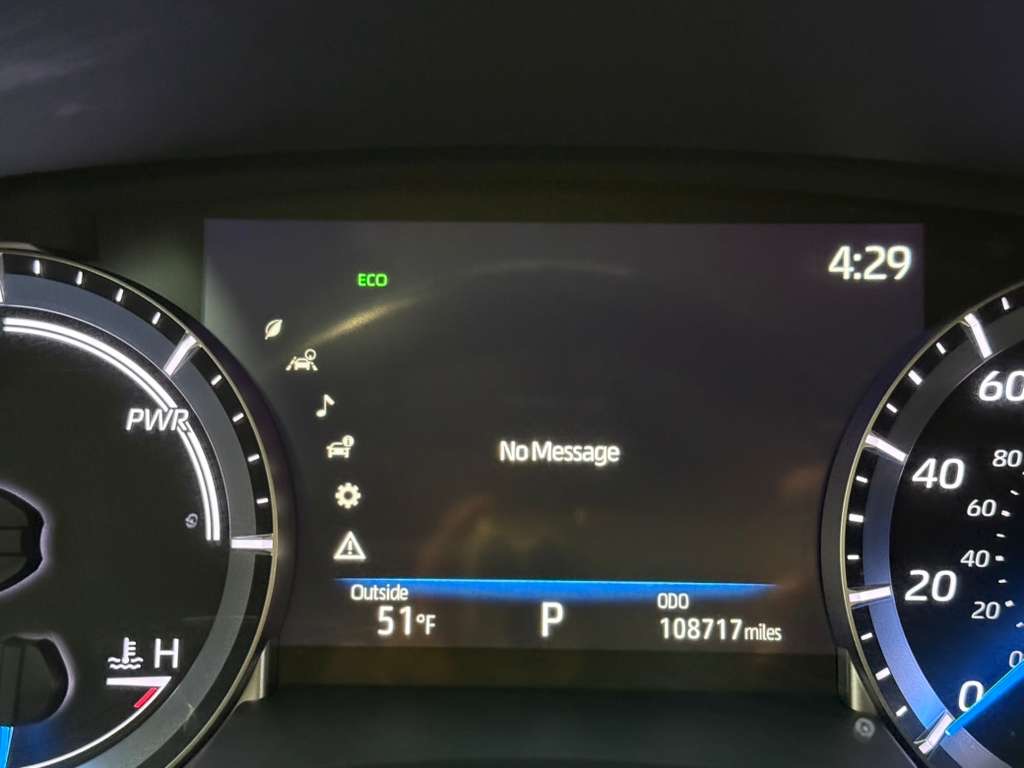 4:29
ECO
PWR
No Message
60
40
80
60
40
20
20
0
0
Outside
51°F
P
ODO
108717 miles
H